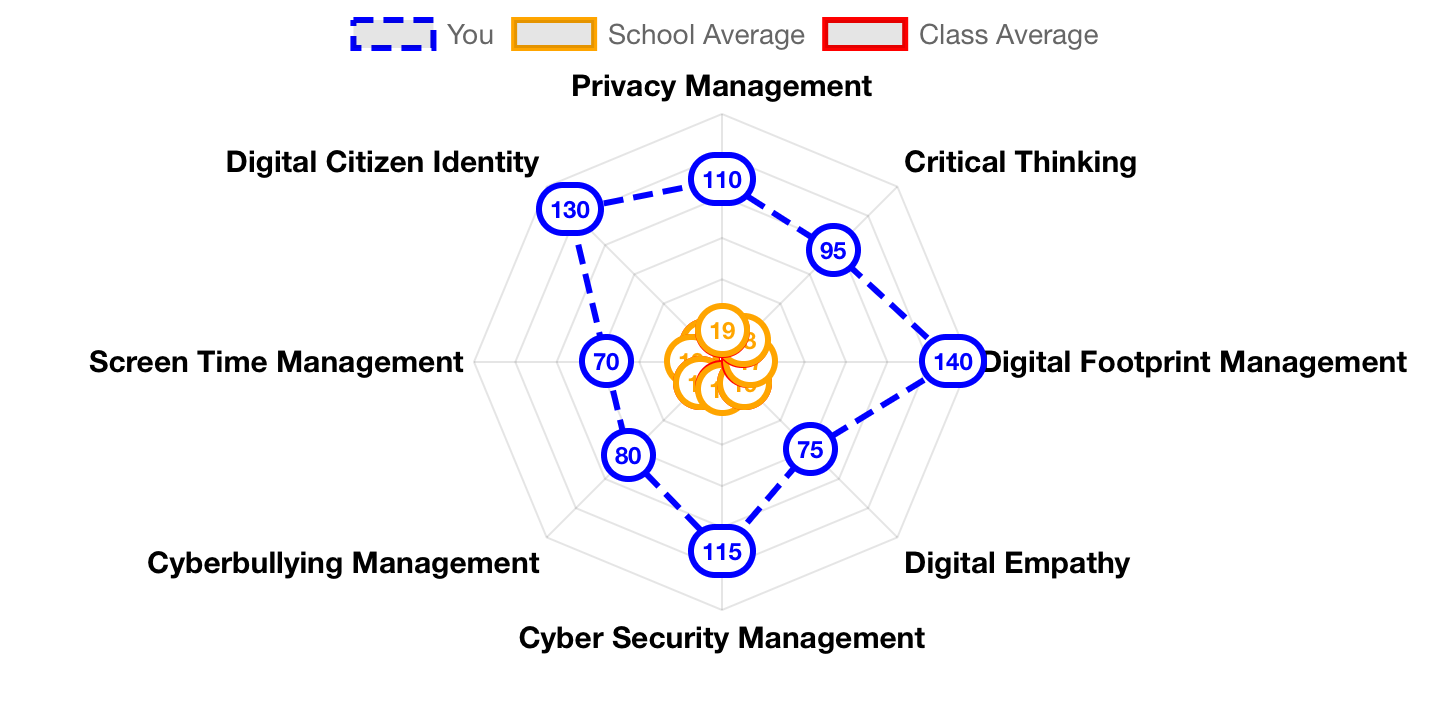 You School Average Class Average
Privacy Management
Digital Citizen Identity
Critical Thinking
110
130
95
19
Screen Time Management
70
140
Digital Footprint Management
80
75
115
Cyberbullying Management
Digital Empathy
Cyber Security Management